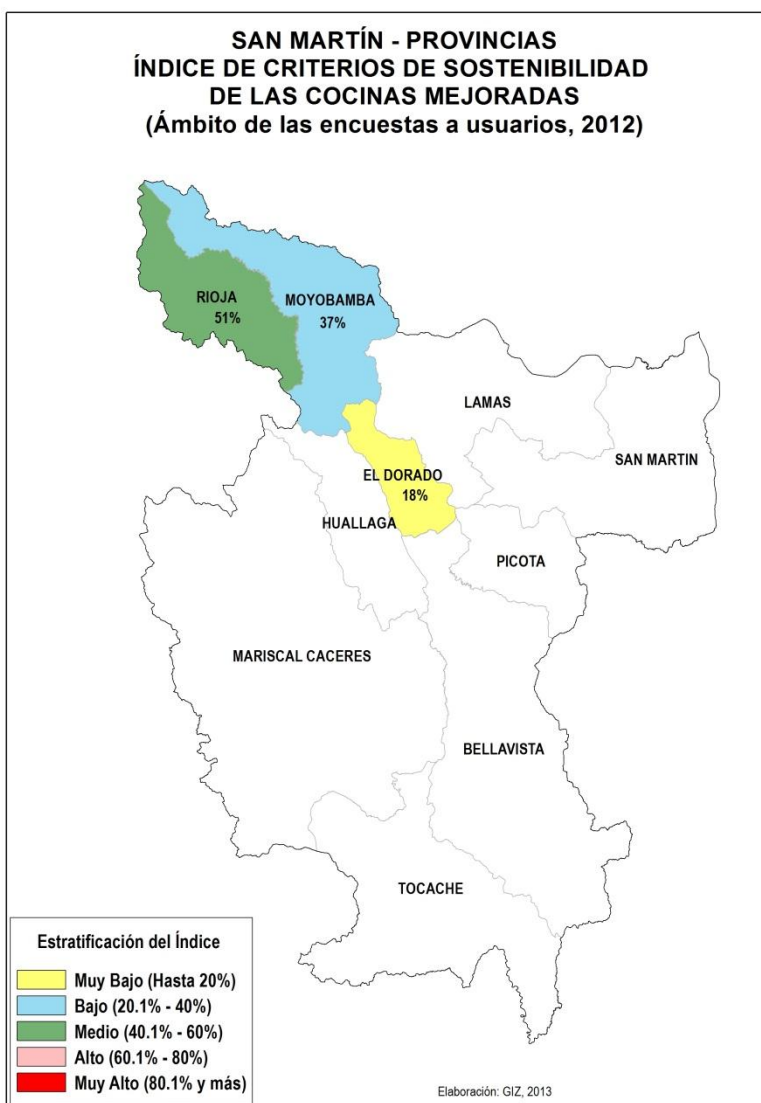 SAN MARTÍN - PROVINCIAS
ÍNDICE DE CRITERIOS DE SOSTENIBILIDAD
DE LAS COCINAS MEJORADAS
(Ámbito de las encuestas a usuarios, 2012)
RIOJA
51%
MOYOBAMBA
37%
LAMAS
SAN MARTIN
EL DORADO
18%
HUALLAGA
PICOTA
MARISCAL CACERES
BELLAVISTA
TOCACHE
Estratificación del Índice
Muy Bajo (Hasta 20%)
Bajo (20.1% - 40%)
Medio (40.1% - 60%)
Alto (60.1% - 80%)
Muy Alto (80.1% y más)
Elaboración: GIZ, 2013